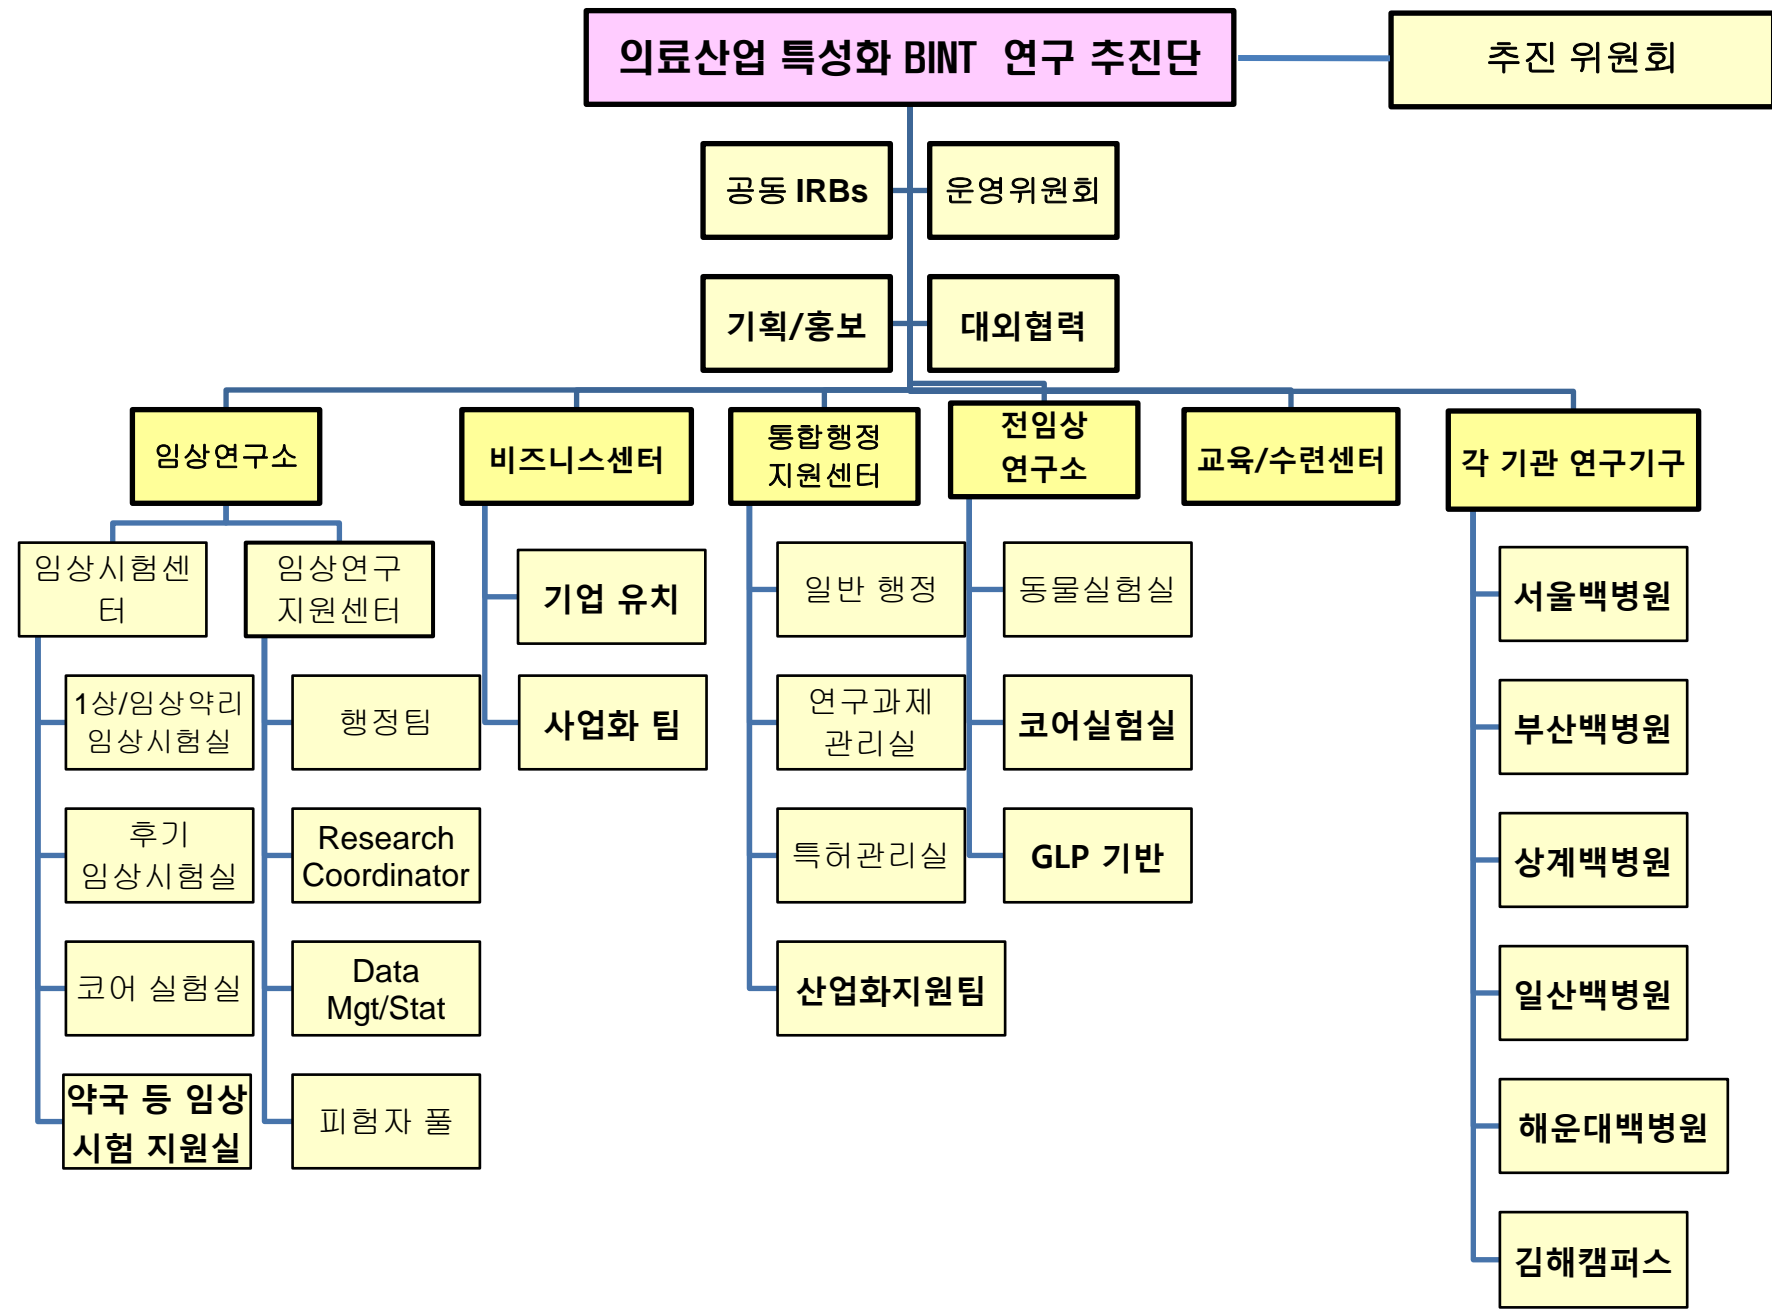 의료산업 특성화 BINT 연구 추진단
추진 위원회
공동 IRBs
운영위원회
기획/홍보
대외협력
임상연구소
비즈니스센터
통합행정
지원센터
전임상
연구소
교육/수련센터
각 기관 연구기구
임상시험센
터
임상연구
지원센터
1상/임상약리
임상시험실
후기
임상시험실
코어 실험실
약국 등 임상
시험 지원실
행정팀
Research
Coordinator
Data
Mgt/Stat
피험자 풀
기업 유치
사업화 팀
일반 행정
연구과제
관리실
특허관리실
산업화지원팀
동물실험실
코어실험실
GLP 기반
서울백병원
부산백병원
상계백병원
일산백병원
해운대백병원
김해캠퍼스